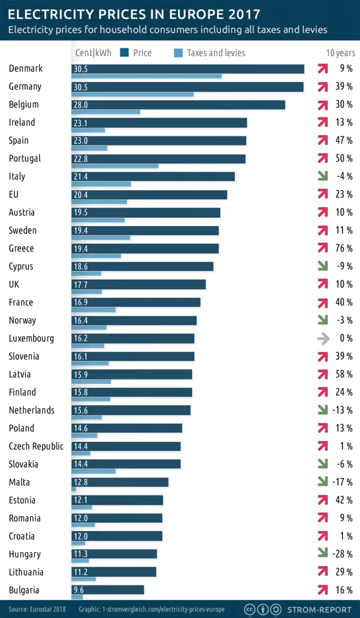 ELECTRICITY PRICES IN EUROPE 2017
Electricity prices for household consumers including all taxes and levies
Cent|kWh Price Taxes and levies 10 years
Denmark 30.5 9 %
Germany 30.5 39 %
Belgium 28.0 30 %
Ireland 23.1 13 %
Spain 23.0 47 %
Portugal 22.8 50 %
Italy 21.4 -4 %
EU 20.4 23 %
Austria 19.5 10 %
Sweden 19.4 11 %
Greece 19.4 76 %
Cyprus 18.6 -9 %
UK 17.7 10 %
France 16.9 40 %
Norway 16.4 -3 %
Luxembourg 16.2 0 %
Slovenia 16.1 39 %
Latvia 15.9 58 %
Finland 15.8 24 %
Netherlands 15.6 -13 %
Poland 14.6 13 %
Czech Republic 14.4 1 %
Slovakia 14.4 -6 %
Malta 12.8 -17 %
Estonia 12.1 42 %
Romania 12.0 9 %
Croatia 12.0 1 %
Hungary 11.3 -28 %
Lithuania 11.2 29 %
Bulgaria 9.6 16 %
Source: Eurostat 2018 Graphic: 1-stromvergleich.com/electricity-prices-europe cc STROM-REPORT